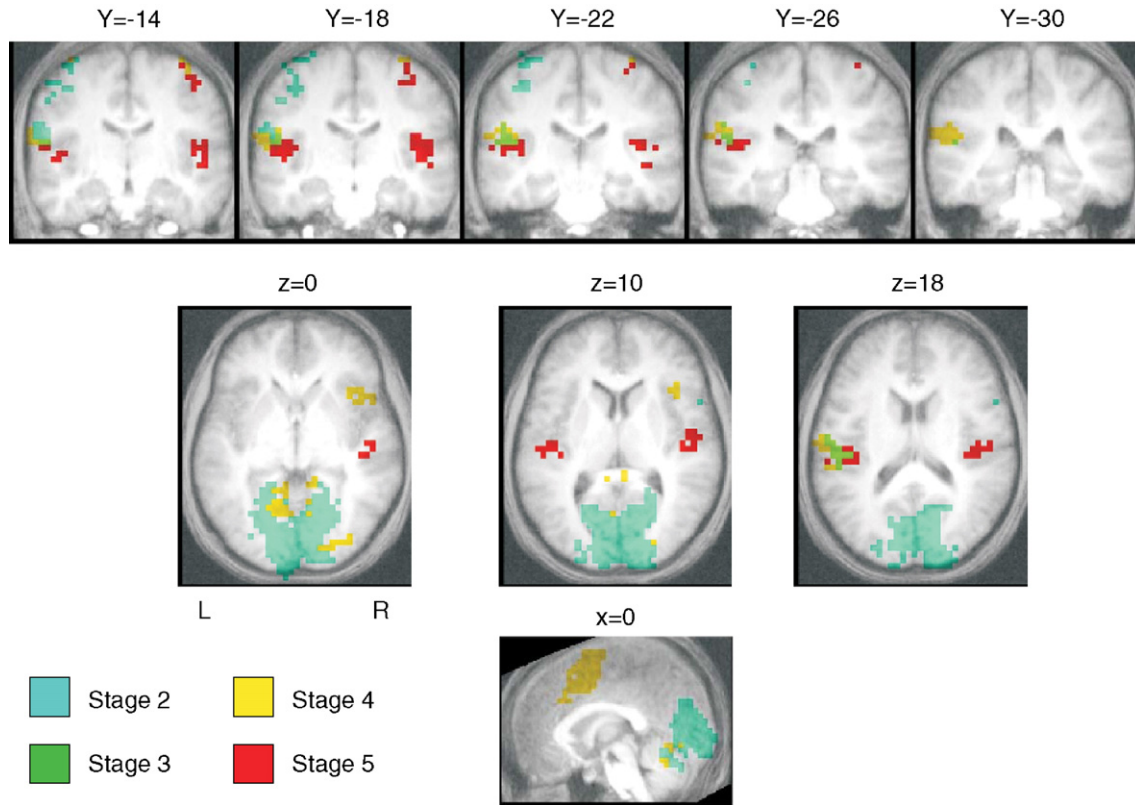 Y=-14 Y=-18 Y=-22 Y=-26 Y=-30
z=0 z=10 z=18
L R
x=0
Stage 2 Stage 4
Stage 3 Stage 5